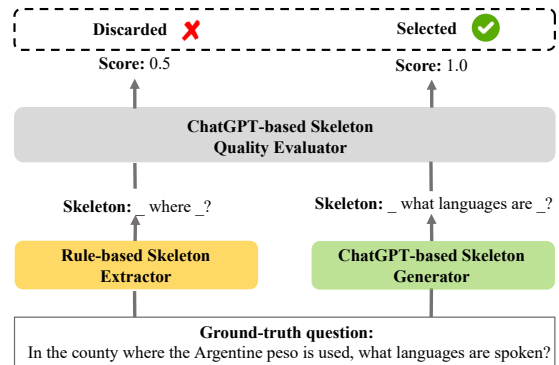 Discarded
Selected
Score: 0.5
Score: 1.0
ChatGPT-based Skeleton
Quality Evaluator
Skeleton: _ where _?
Skeleton: _ what languages are _?
Rule-based Skeleton
Extractor
ChatGPT-based Skeleton
Generator
Ground-truth question:
In the county where the Argentine peso is used, what languages are spoken?